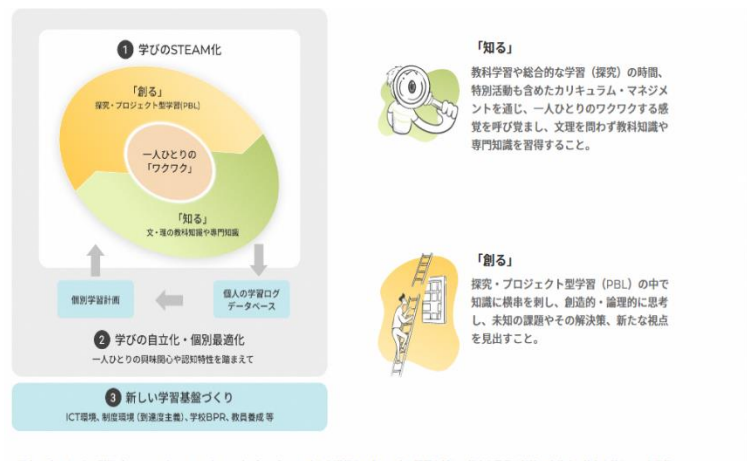 1 学びのSTEAM化
「創る」
探究・プロジェクト型学習(PBL)
一人ひとりの
「ワクワク」
「知る」
文・理の教科知識や専門知識
個別学習計画
個人の学習ログ
データベース
2 学びの自立化・個別最適化
一人ひとりの興味関心や認知特性を踏まえて
3 新しい学習基盤づくり
ICT環境、制度環境（到達度主義）、学校BPR、教員養成 等
「知る」
教科学習や総合的な学習（探究）の時間、
特別活動も含めたカリキュラム・マネジメ
ントを通じ、一人ひとりのワクワクする感
覚を呼び覚まし、文理を問わず教科知識や
専門知識を習得すること。
「創る」
探究・プロジェクト型学習（PBL）の中で
知識に横串を刺し、創造的・論理的に思考
し、未知の課題やその解決策、新たな視点
を見出すこと。